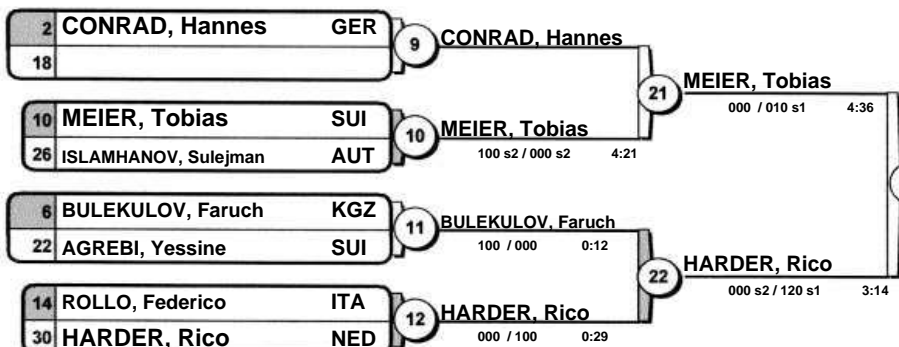 2 CONRAD, Hannes GER
18
9
CONRAD, Hannes
10 MEIER, Tobias SUI
26 ISLAMHANOV, Sulejman AUT
10
MEIER, Tobias
100 s2 / 000 s2 4:21
21
MEIER, Tobias
000 / 010 s1 4:36
6 BULEKULOV, Faruch KGZ
22 AGREBI, Yessine SUI
11
BULEKULOV, Faruch
100 / 000 0:12
14 ROLLO, Federico ITA
30 HARDER, Rico NED
12
HARDER, Rico
000 / 100 0:29
22
HARDER, Rico
000 s2 / 120 s1 3:14